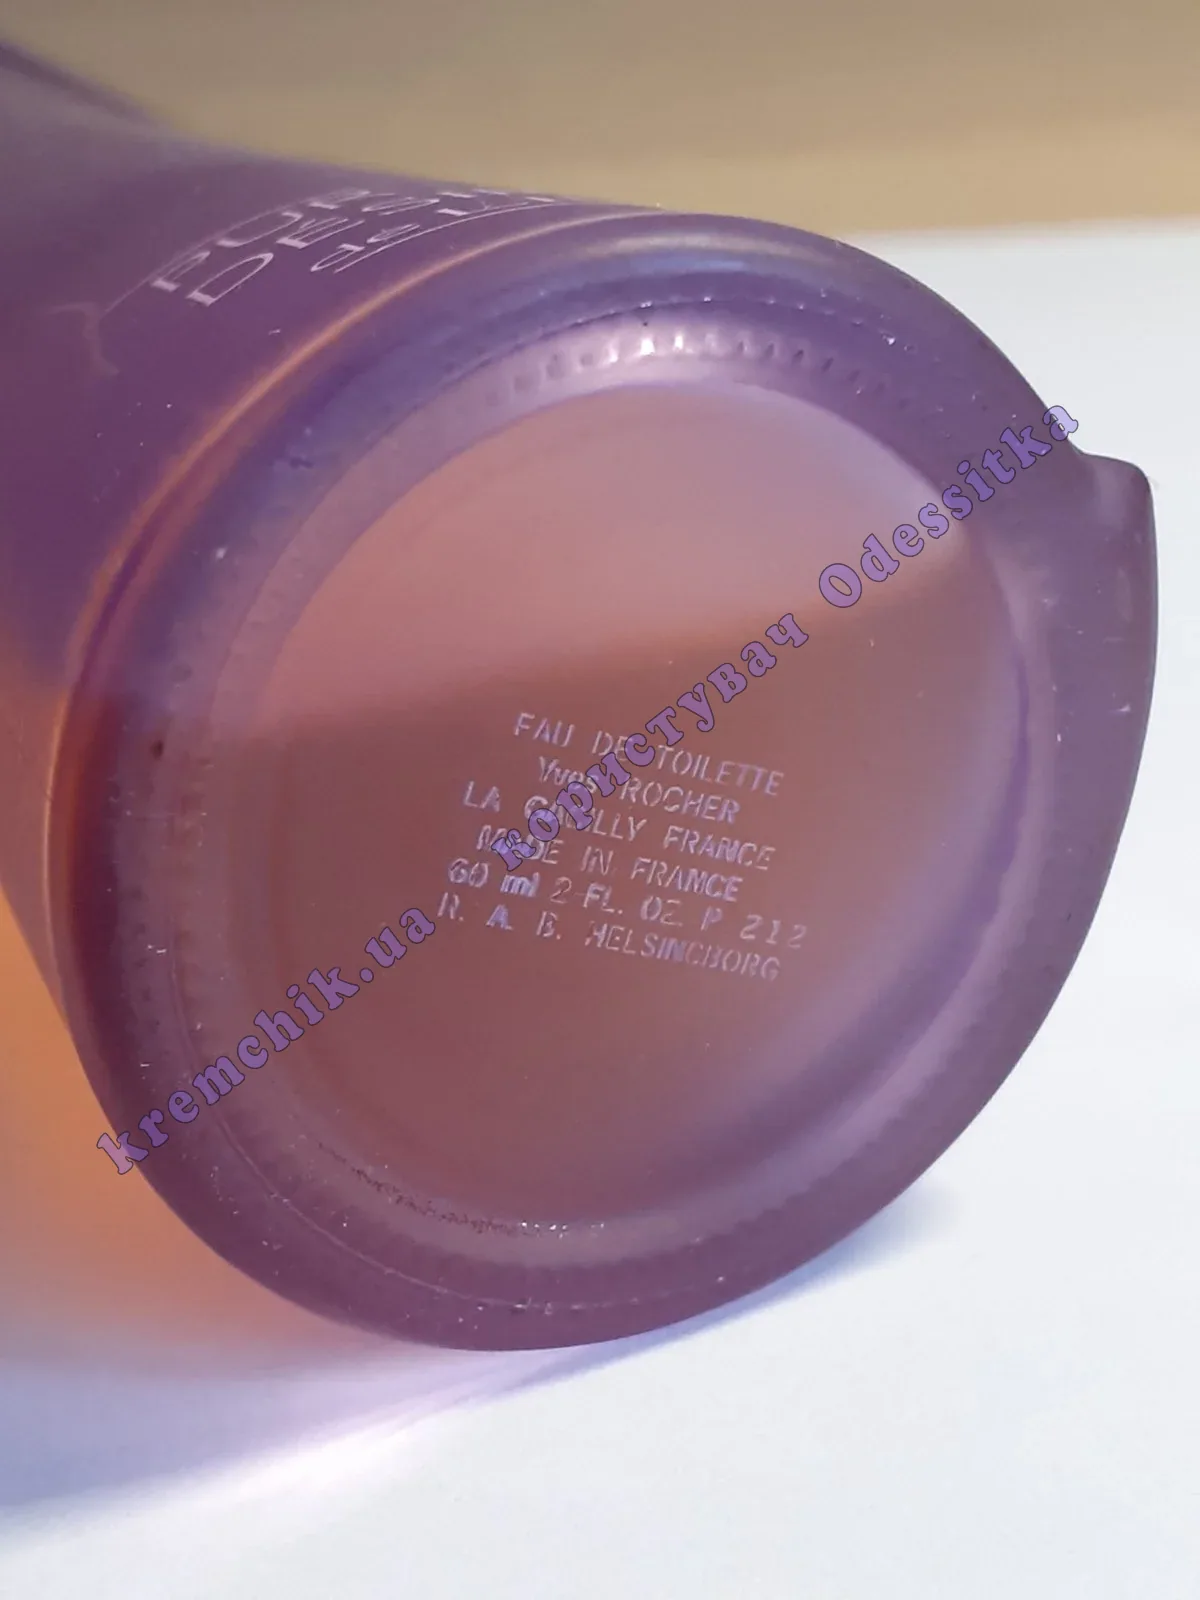 EAU DE TOILETTE
Yves ROCHER
LA GACILLY FRANCE
MADE IN FRANCE
60 ml 2 FL. OZ P 212
R. A. B. HELSINGBORG
kremchik.ua користувач Odessitka